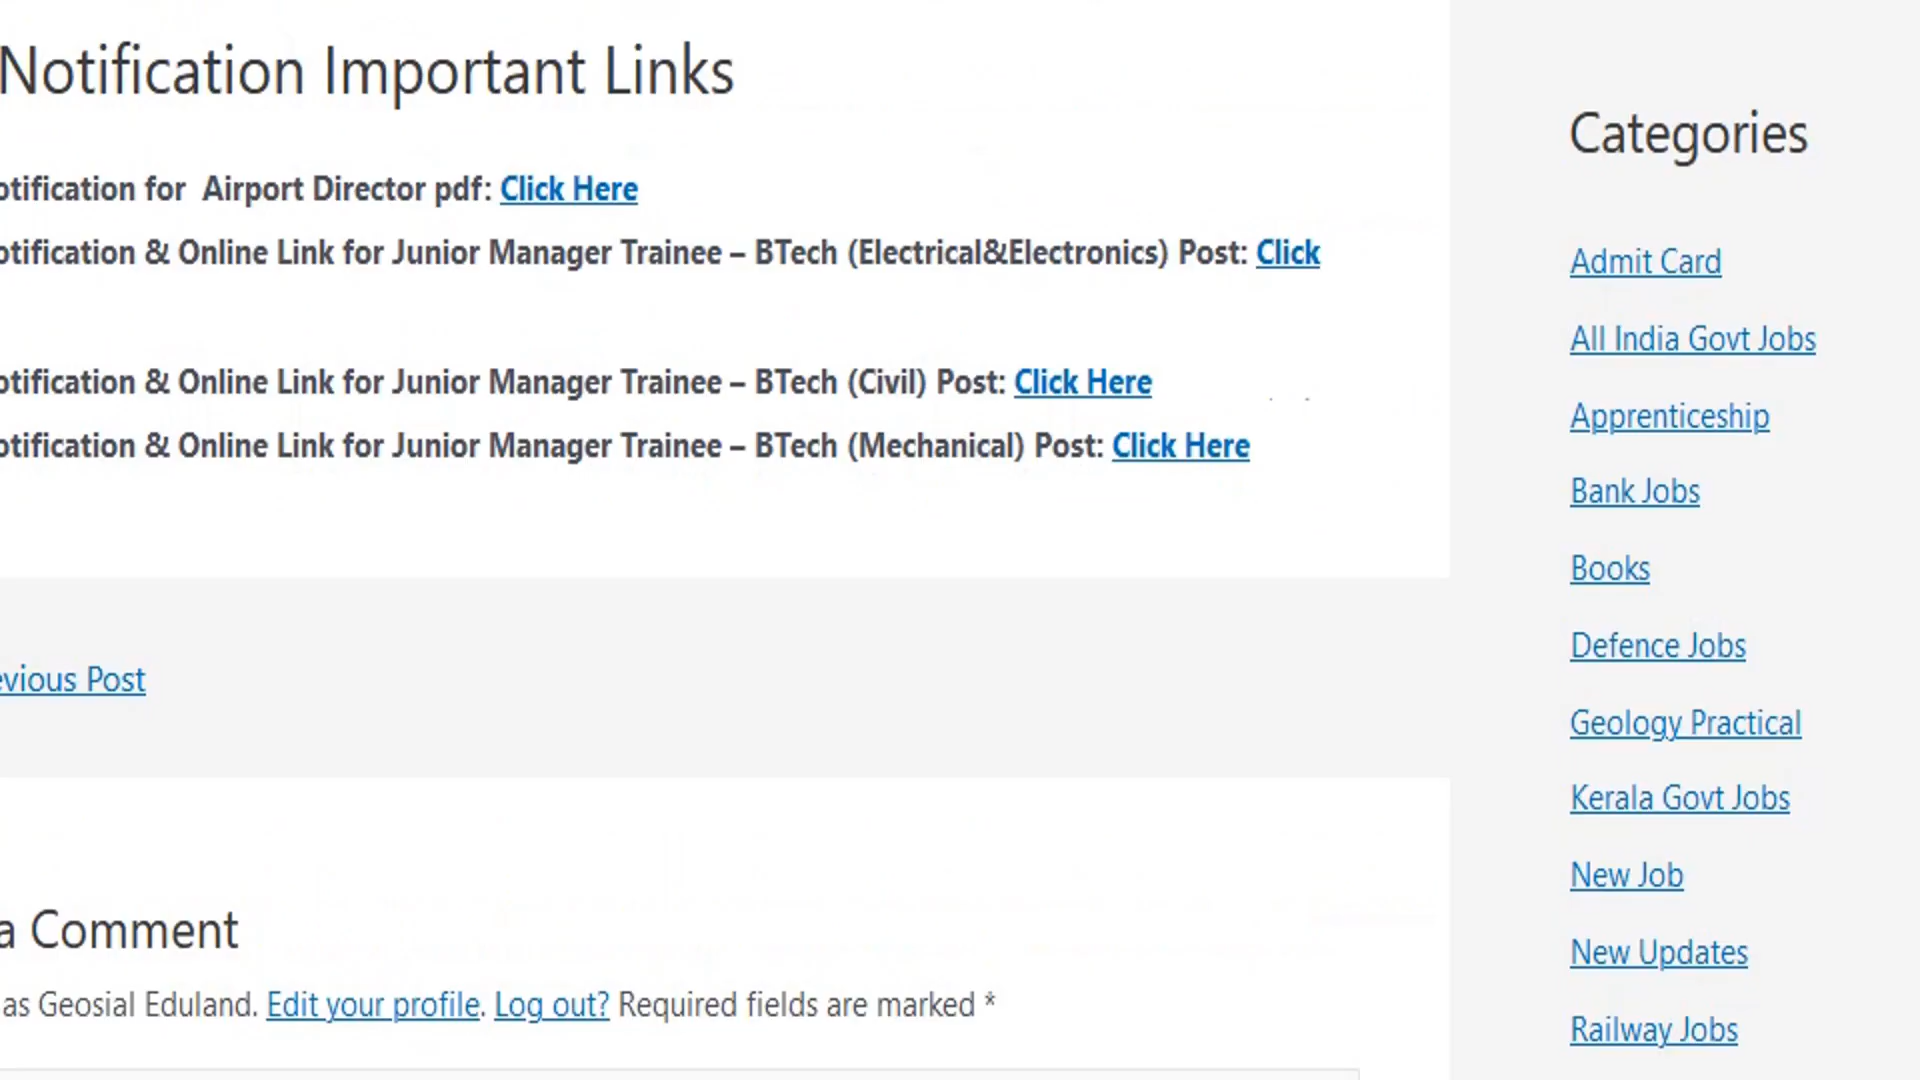 Notification Important Links
otification for Airport Director pdf: Click Here
otification & Online Link for Junior Manager Trainee – BTech (Electrical&Electronics) Post: Click
otification & Online Link for Junior Manager Trainee – BTech (Civil) Post: Click Here
otification & Online Link for Junior Manager Trainee – BTech (Mechanical) Post: Click Here
evious Post
a Comment
as Geosial Eduland. Edit your profile. Log out? Required fields are marked *
Categories
Admit Card
All India Govt Jobs
Apprenticeship
Bank Jobs
Books
Defence Jobs
Geology Practical
Kerala Govt Jobs
New Job
New Updates
Railway Jobs